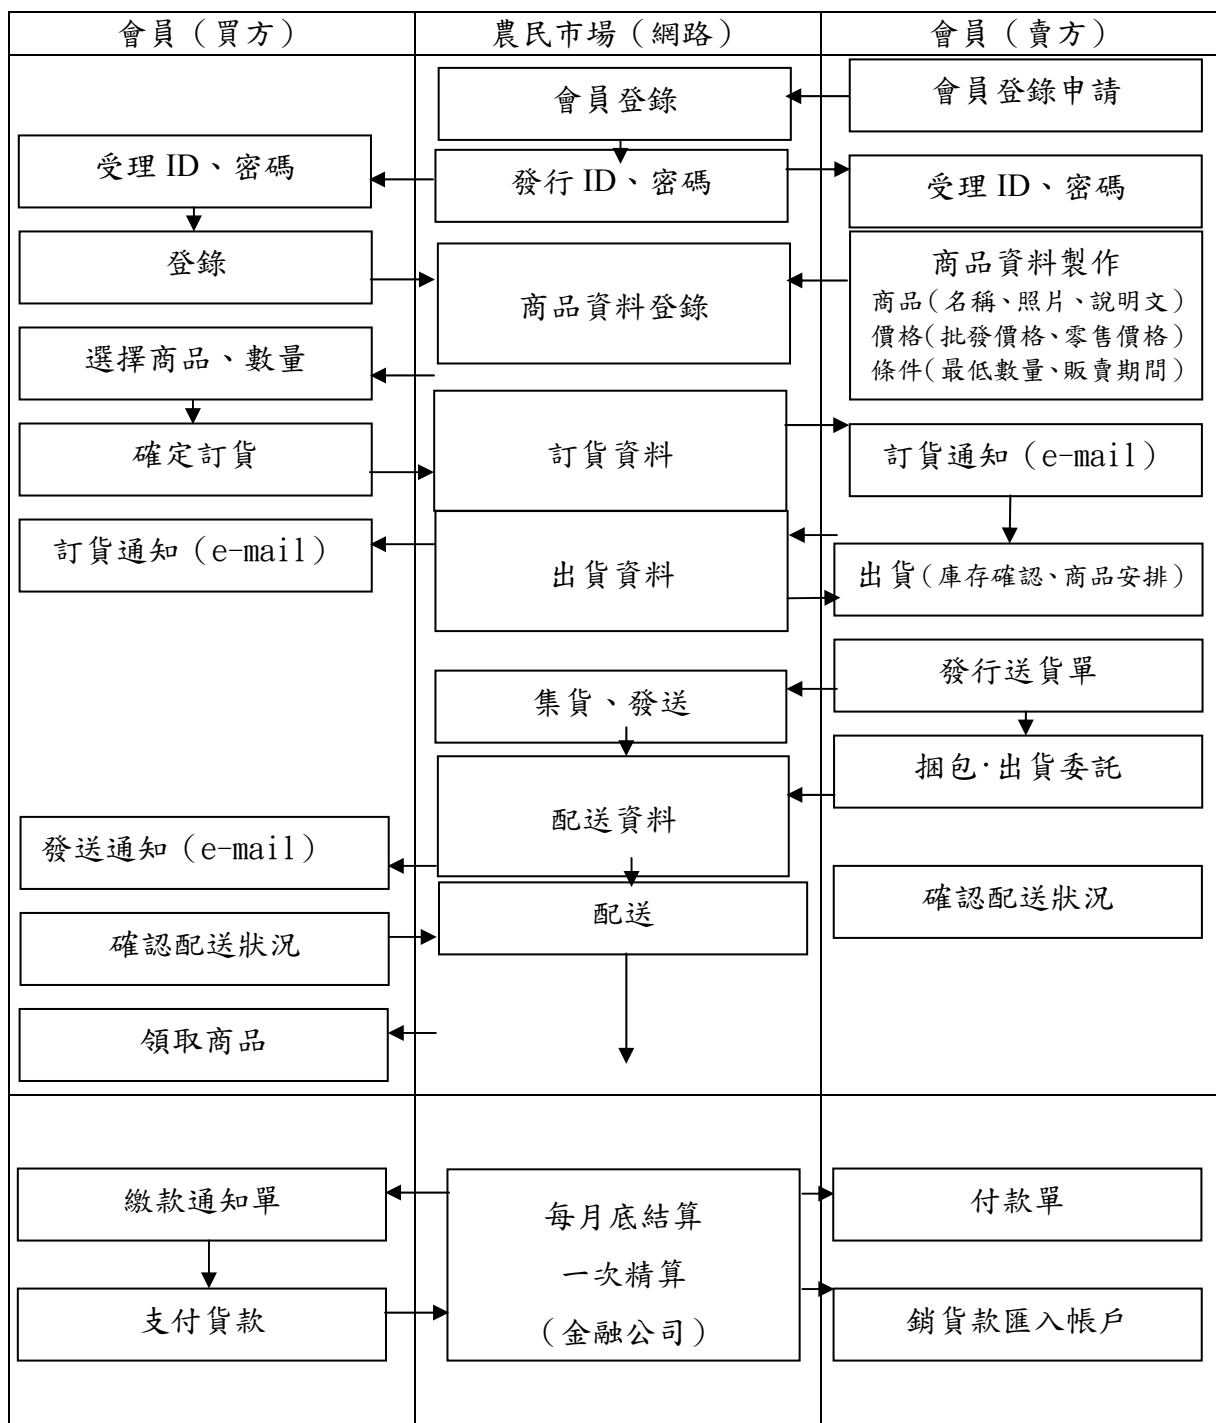 會員（買方）
農民市場（網路）
會員（賣方）
會員登錄
會員登錄申請
受理 ID、密碼
發行 ID、密碼
受理 ID、密碼
登錄
商品資料登錄
商品資料製作
商品（名稱、照片、說明文）
價格（批發價格、零售價格）
條件（最低數量、販賣期間）
選擇商品、數量
確定訂貨
訂貨資料
訂貨通知（e-mail）
訂貨通知（e-mail）
出貨資料
出貨（庫存確認、商品安排）
集貨、發送
發行送貨單
捆包·出貨委託
配送資料
發送通知（e-mail）
配送
確認配送狀況
確認配送狀況
領取商品
繳款通知單
每月底結算
一次精算
（金融公司）
付款單
支付貨款
銷貨款匯入帳戶